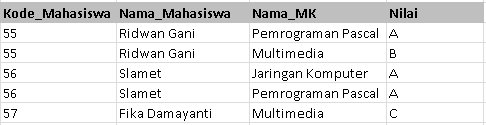 Kode_Mahasiswa Nama_Mahasiswa Nama_MK Nilai
55 Ridwan Gani Pemrograman Pascal A
55 Ridwan Gani Multimedia B
56 Slamet Jaringan Komputer A
56 Slamet Pemrograman Pascal A
57 Fika Damayanti Multimedia C